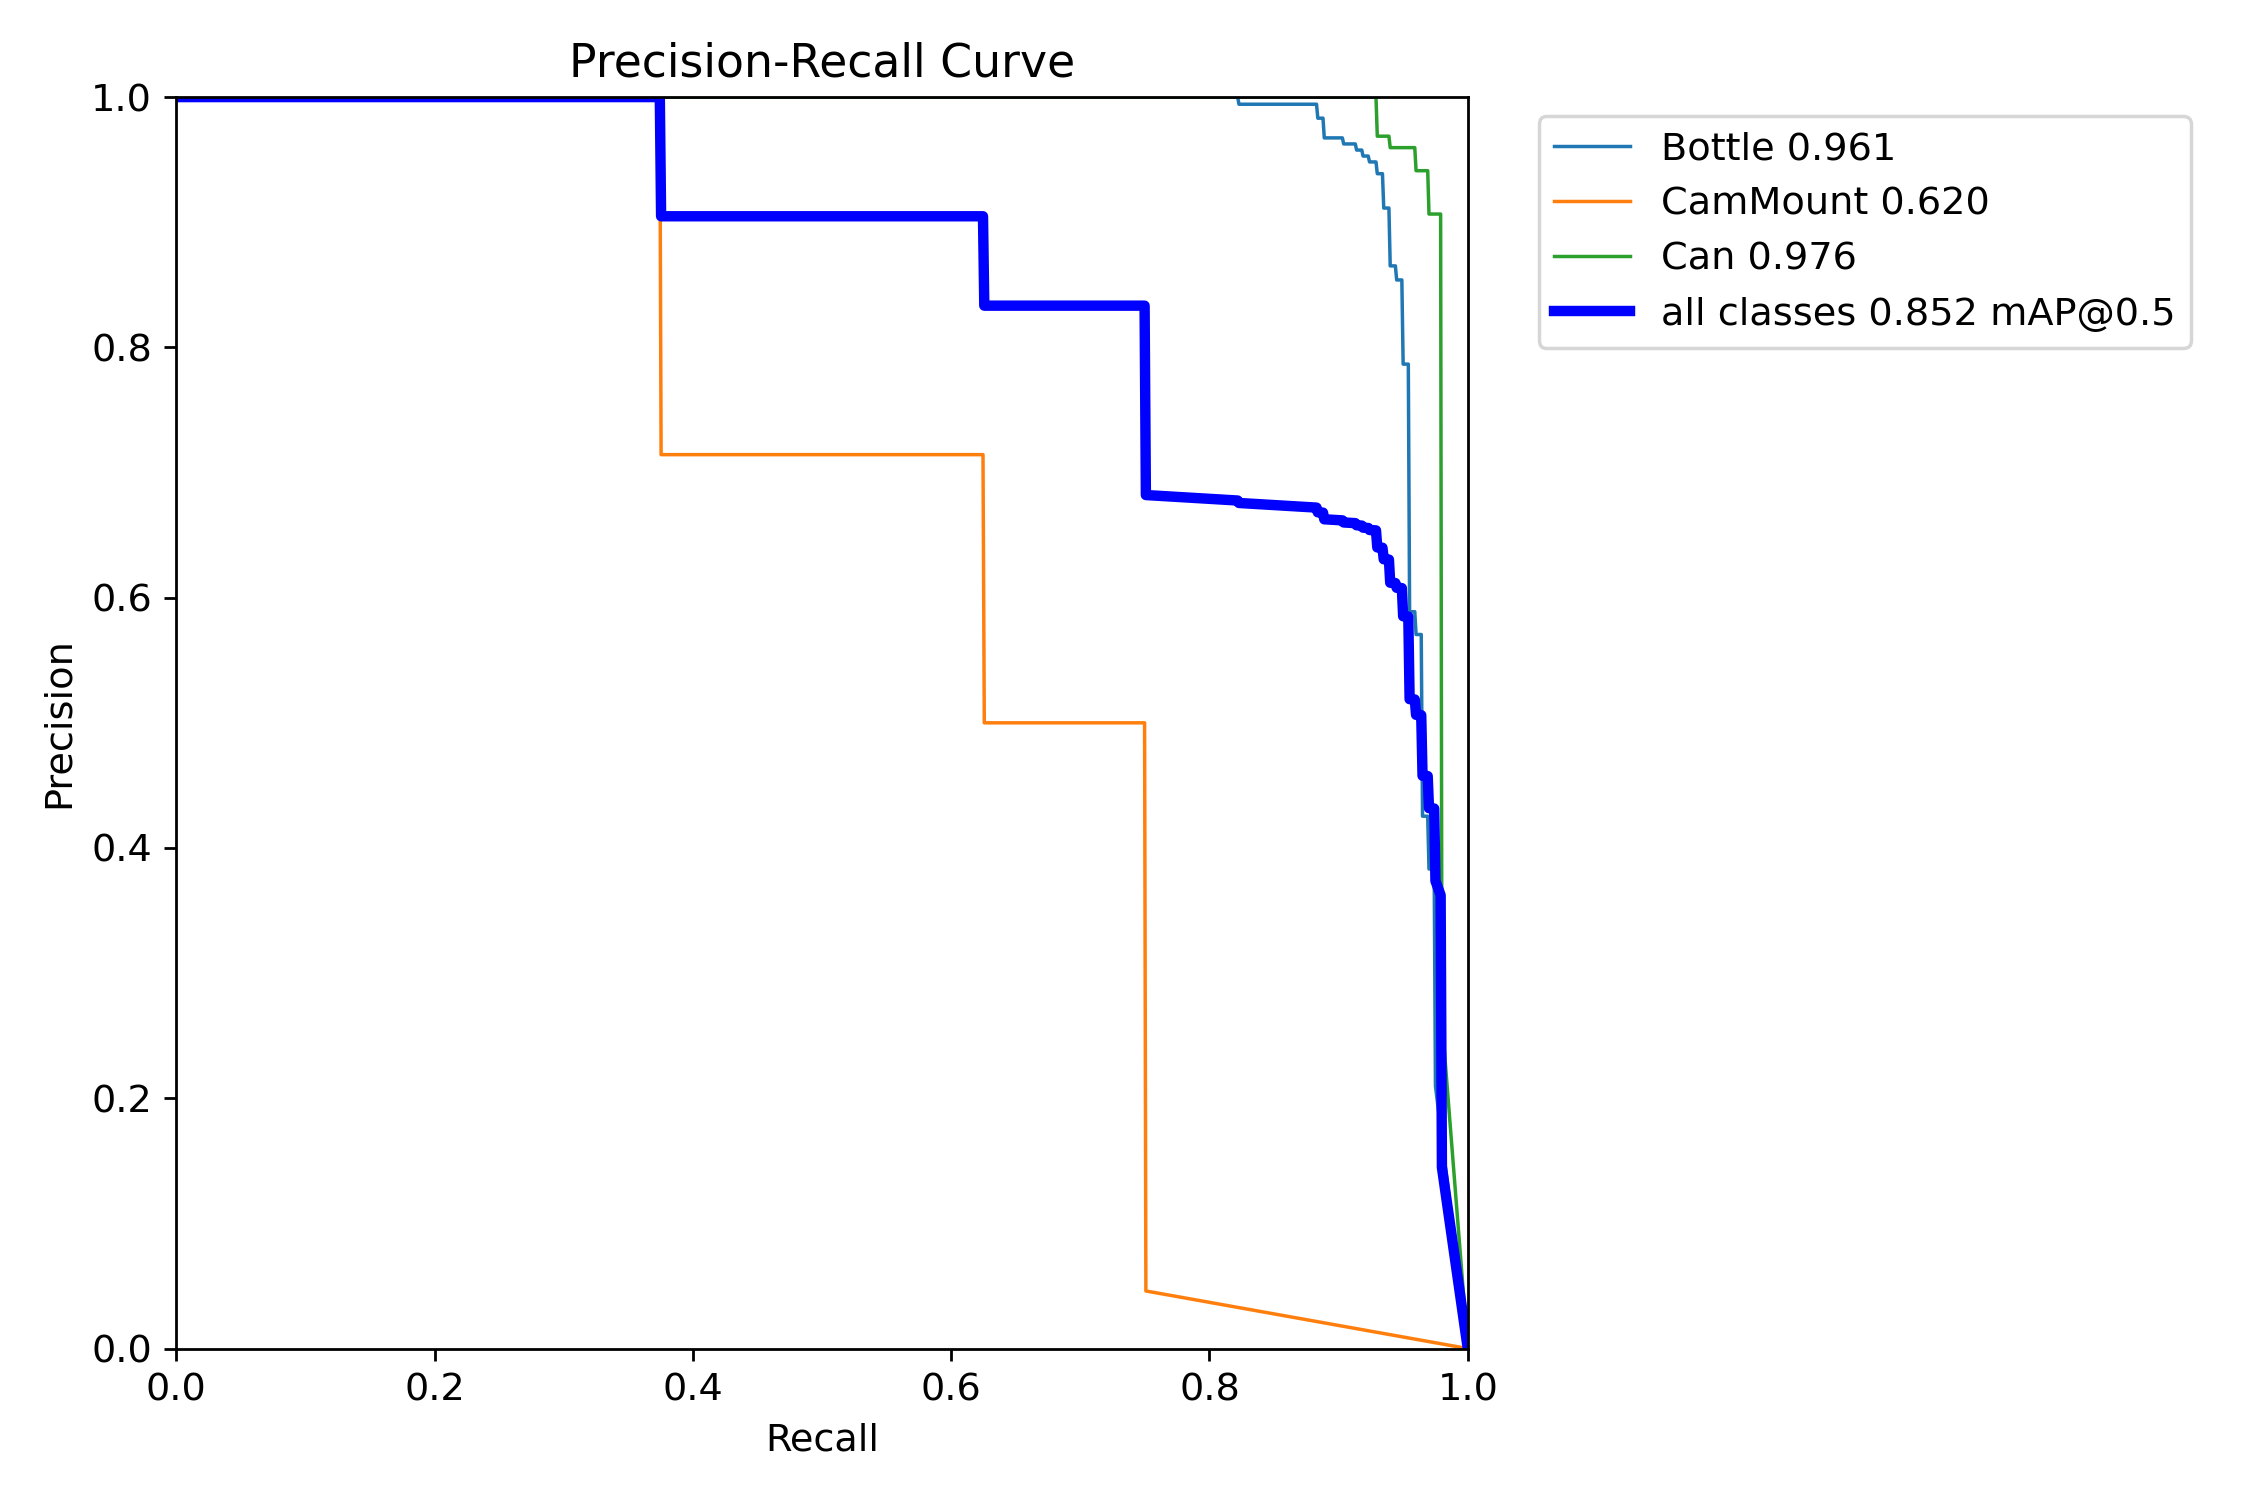 Precision-Recall Curve
1.0
0.8
0.6
0.4
0.2
0.0
Precision
0.0 0.2 0.4 0.6 0.8 1.0
Recall
Bottle 0.961
CamMount 0.620
Can 0.976
all classes 0.852 mAP@0.5